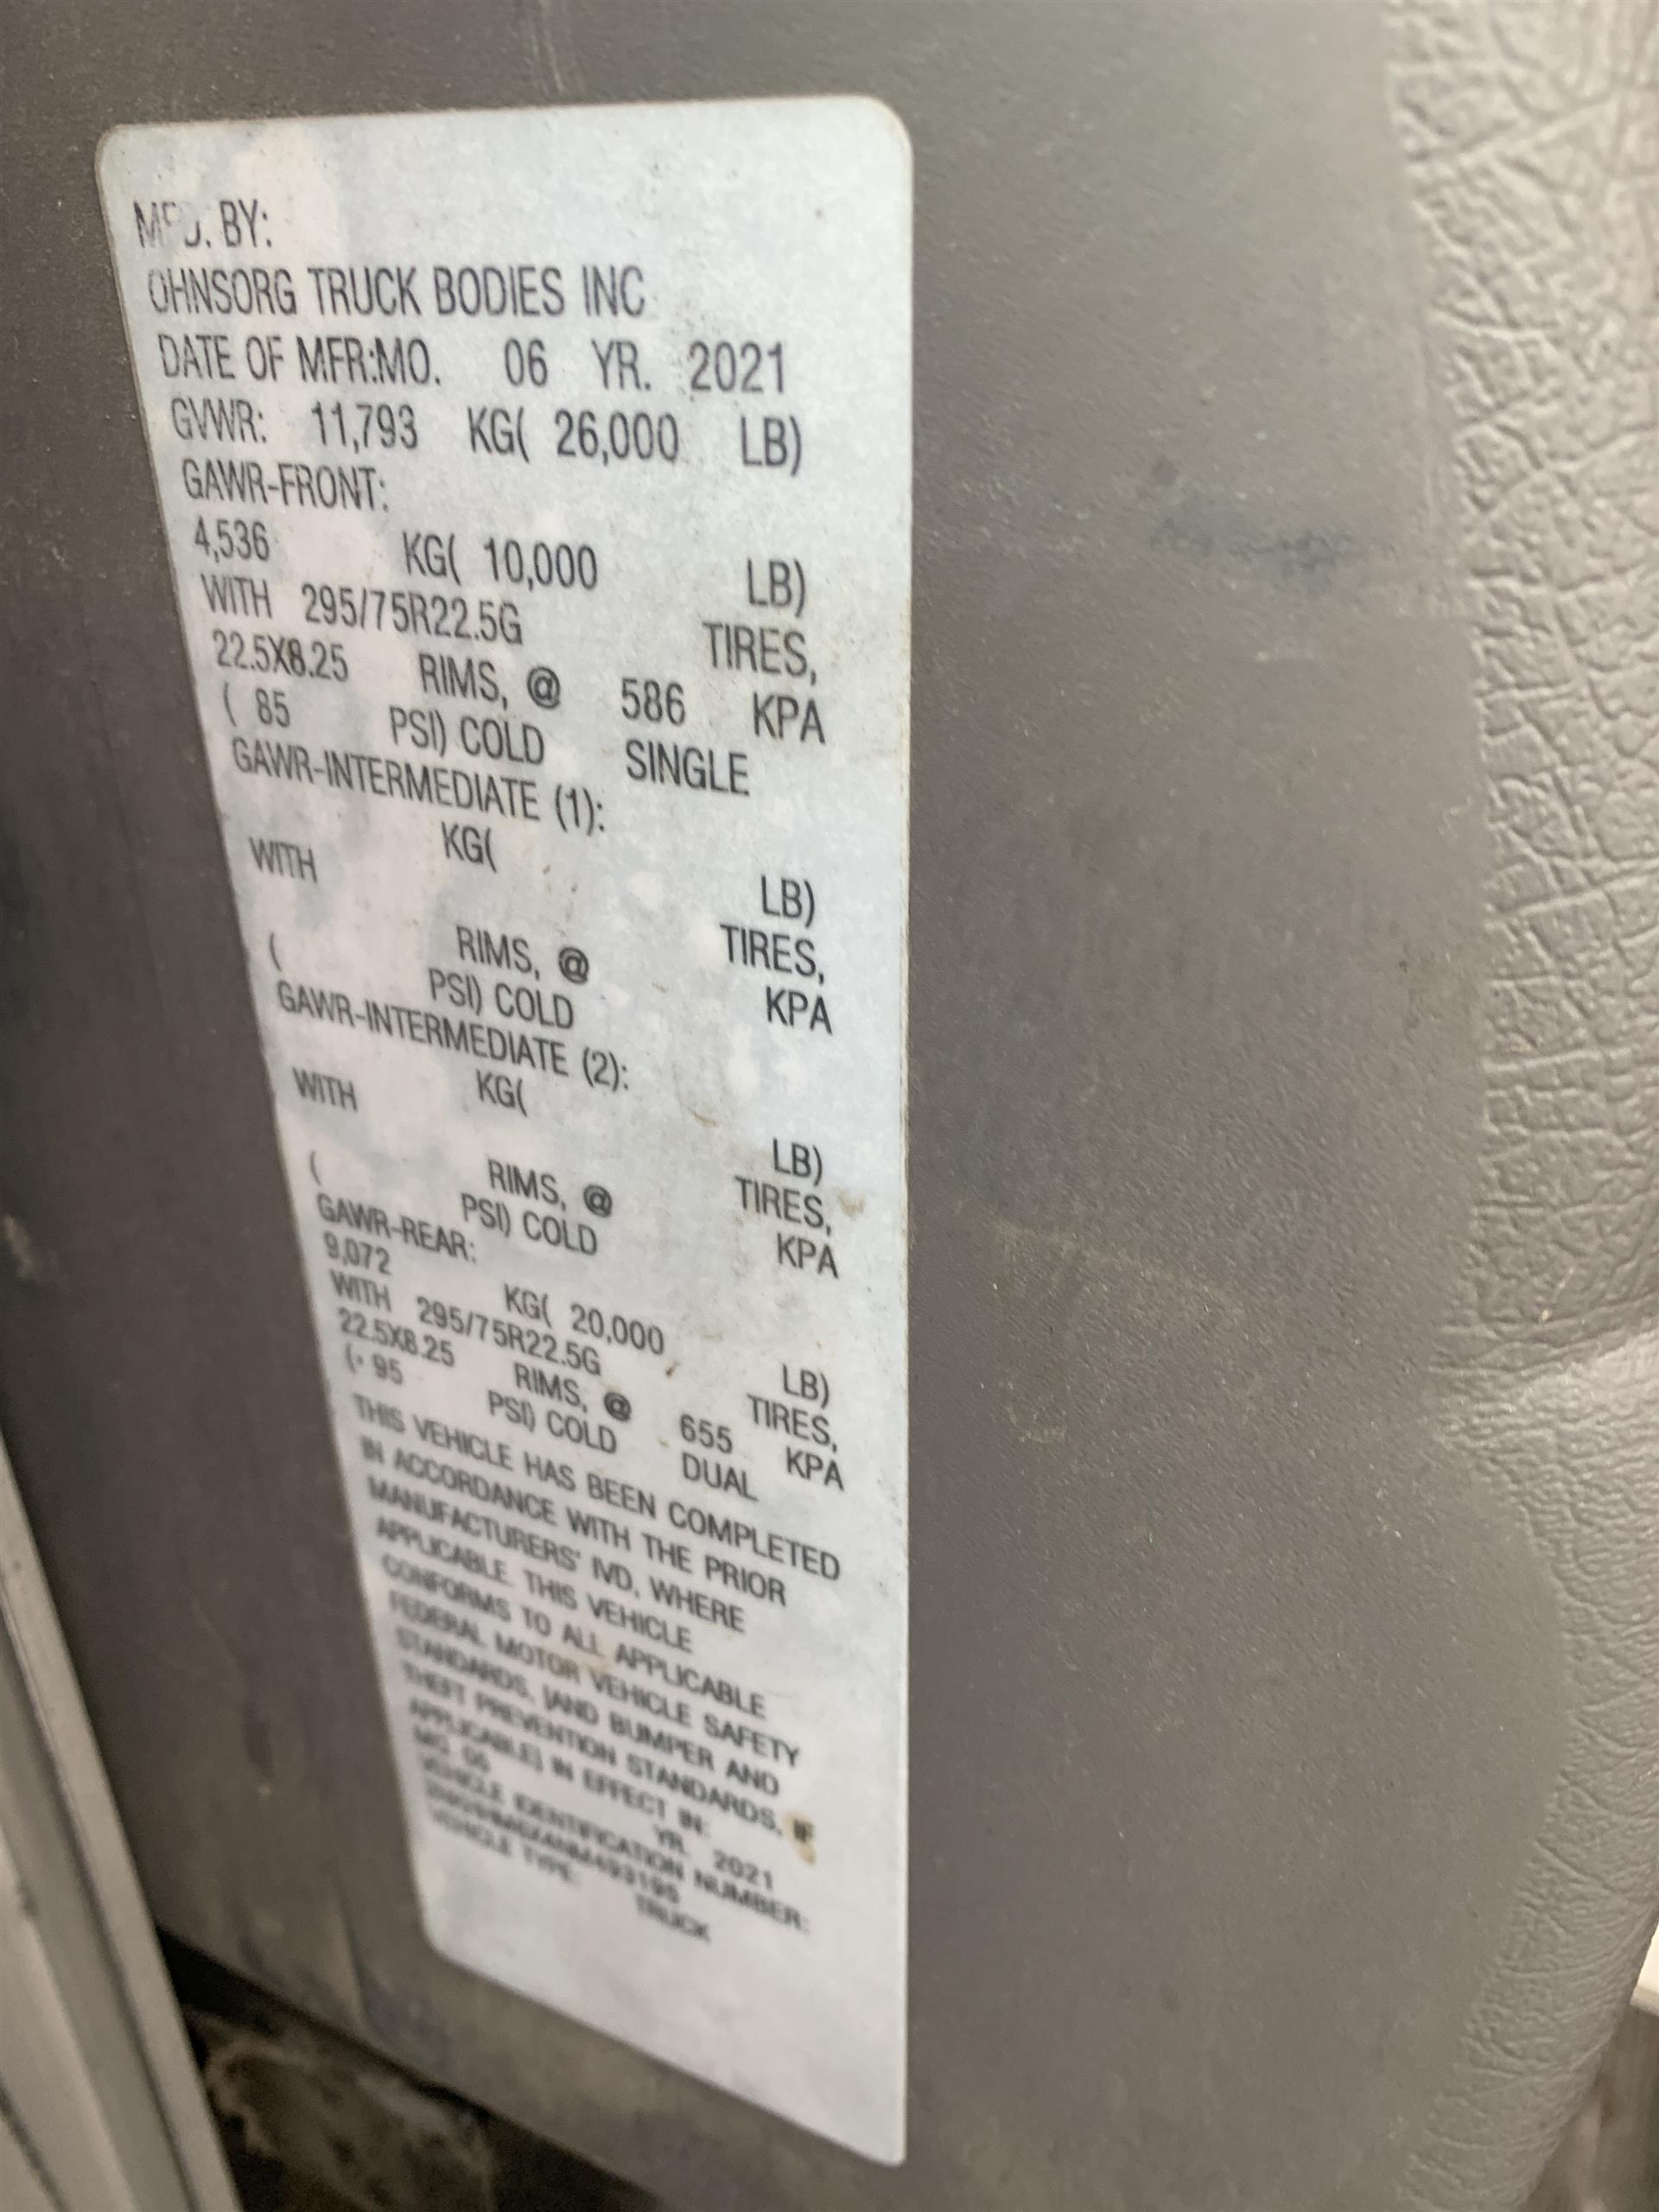 MFD. BY:
OHNSORG TRUCK BODIES INC
DATE OF MFR:MO. 06 YR. 2021
GVWR: 11,793 KG( 26,000 LB)
GAWR-FRONT:
4,536 KG( 10,000 LB)
WITH 295/75R22.5G TIRES,
22.5X8.25 RIMS, @ 586 KPA
( 85 PSI) COLD SINGLE
GAWR-INTERMEDIATE (1):
KG( LB)
WITH TIRES,
RIMS, @ KPA
( PSI) COLD
GAWR-INTERMEDIATE (2):
KG( LB)
WITH TIRES,
RIMS, @ KPA
( PSI) COLD
GAWR-REAR:
9,072 KG( 20,000 LB)
WITH 295/75R22.5G TIRES,
22.5X8.25 RIMS, @ 655 KPA
( 95 PSI) COLD DUAL
THIS VEHICLE HAS BEEN COMPLETED
IN ACCORDANCE WITH THE PRIOR
MANUFACTURERS' IVD, WHERE
APPLICABLE. THIS VEHICLE
CONFORMS TO ALL APPLICABLE
FEDERAL MOTOR VEHICLE SAFETY
STANDARDS, [AND BUMPER AND
THEFT PREVENTION STANDARDS, IF
APPLICABLE] IN EFFECT IN:
MO. 06 YR. 2021
VEHICLE IDENTIFICATION NUMBER:
VEHICLE TYPE: TRUCK